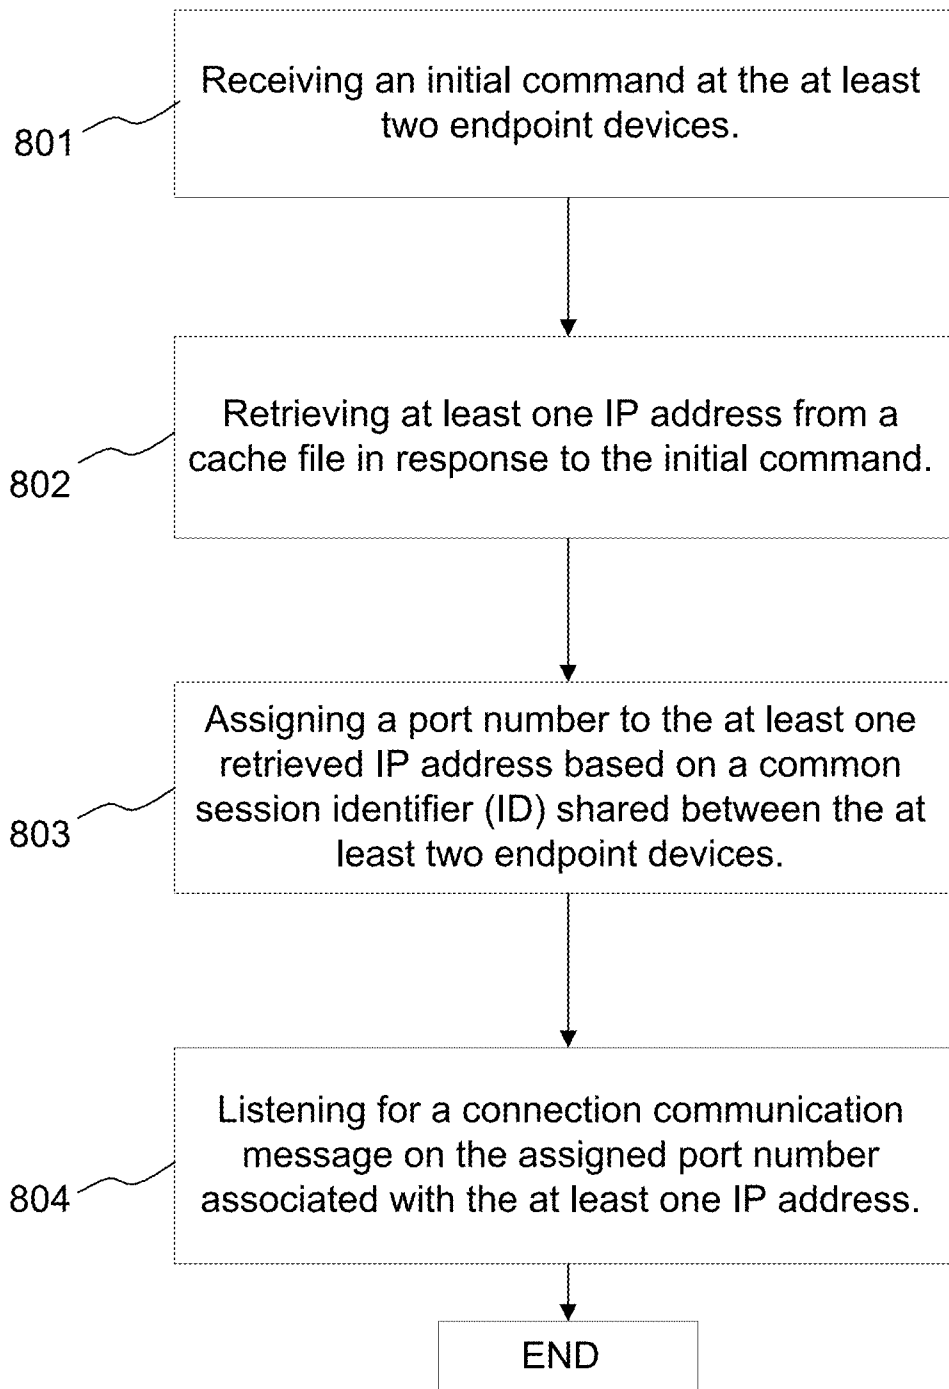 Receiving an initial command at the at least
two endpoint devices.
801
Retrieving at least one IP address from a
cache file in response to the initial command.
802
Assigning a port number to the at least one
retrieved IP address based on a common
session identifier (ID) shared between the at
least two endpoint devices.
803
Listening for a connection communication
message on the assigned port number
associated with the at least one IP address.
804
END